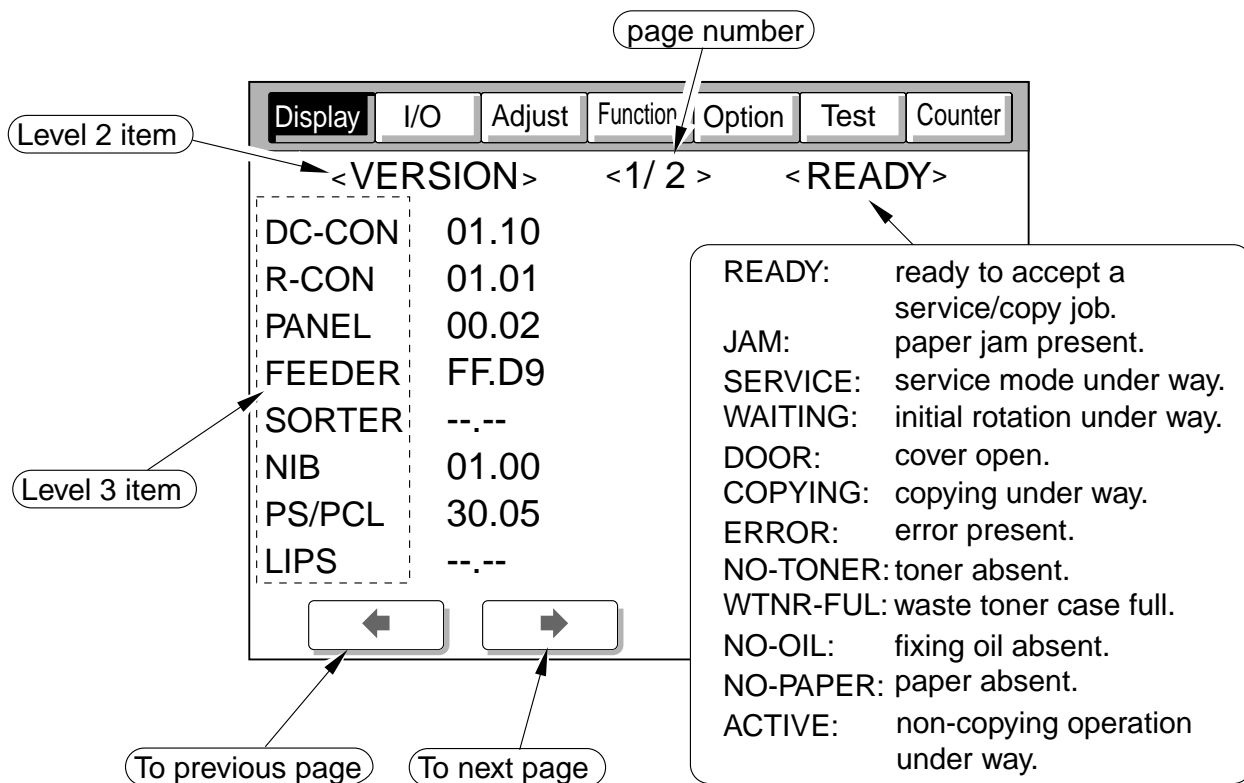 page number
Display I/O Adjust Function Option Test Counter
Level 2 item
<VERSION> <1/ 2 > <READY>
DC-CON 01.10
R-CON 01.01
PANEL 00.02
FEEDER FF.D9
SORTER --.--
NIB 01.00
PS/PCL 30.05
LIPS --.--
Level 3 item
READY: ready to accept a
service/copy job.
JAM: paper jam present.
SERVICE: service mode under way.
WAITING: initial rotation under way.
DOOR: cover open.
COPYING: copying under way.
ERROR: error present.
NO-TONER: toner absent.
WTNR-FUL: waste toner case full.
NO-OIL: fixing oil absent.
NO-PAPER: paper absent.
ACTIVE: non-copying operation
under way.
To previous page
To next page